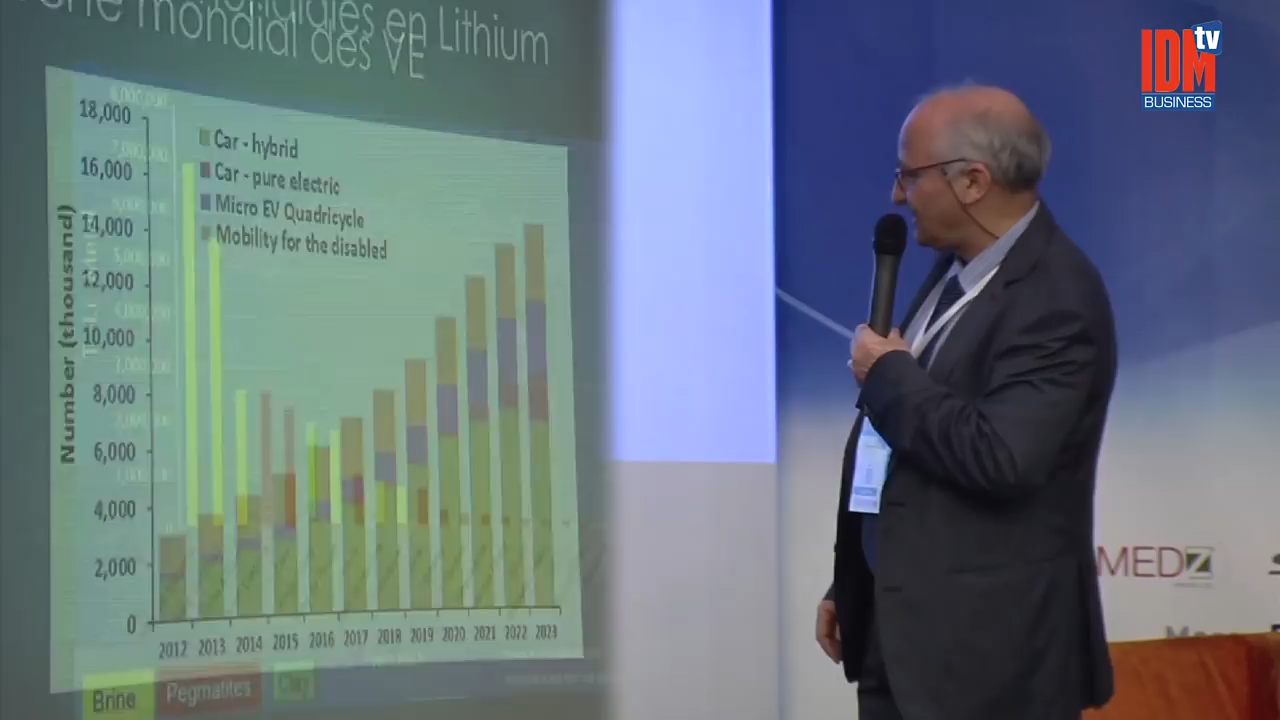 en Lithium
mondial des VE
IDM tv
BUSINESS
18,000
16,000
14,000
12,000
10,000
8,000
6,000
4,000
2,000
0
Number (thousand)
Car - hybrid
Car - pure electric
Micro EV Quadricycle
Mobility for the disabled
2012 2013 2014 2015 2016 2017 2018 2019 2020 2021 2022 2023
Brine
Pegmatites
Clay
MEDZ